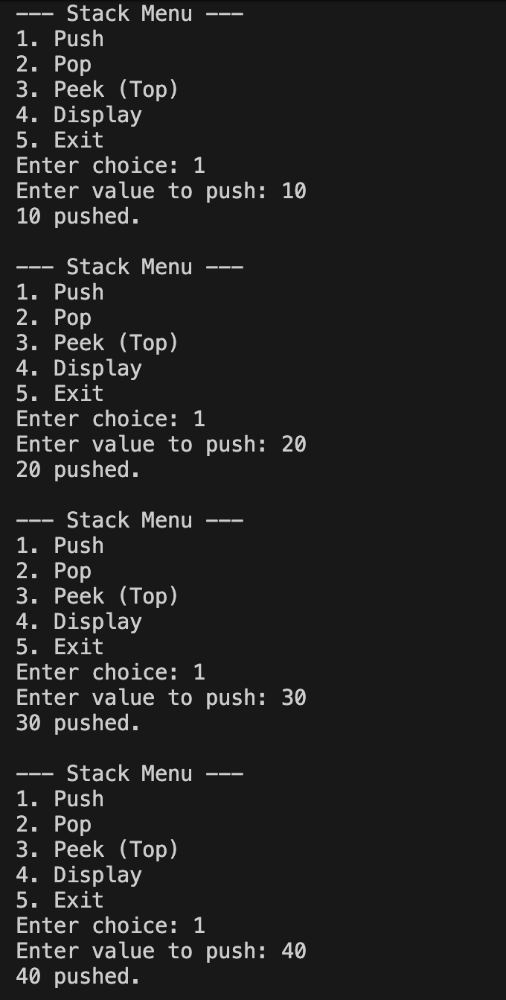 --- Stack Menu ---
1. Push
2. Pop
3. Peek (Top)
4. Display
5. Exit
Enter choice: 1
Enter value to push: 10
10 pushed.

--- Stack Menu ---
1. Push
2. Pop
3. Peek (Top)
4. Display
5. Exit
Enter choice: 1
Enter value to push: 20
20 pushed.

--- Stack Menu ---
1. Push
2. Pop
3. Peek (Top)
4. Display
5. Exit
Enter choice: 1
Enter value to push: 30
30 pushed.

--- Stack Menu ---
1. Push
2. Pop
3. Peek (Top)
4. Display
5. Exit
Enter choice: 1
Enter value to push: 40
40 pushed.